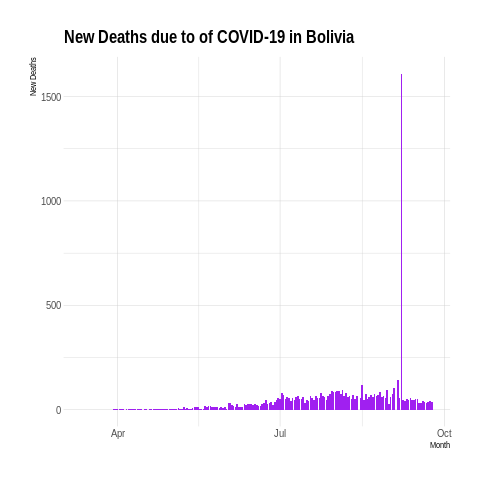 New Deaths due to of COVID-19 in Bolivia
New Deaths
1500
1000
500
0
Apr
Jul
Oct
Month